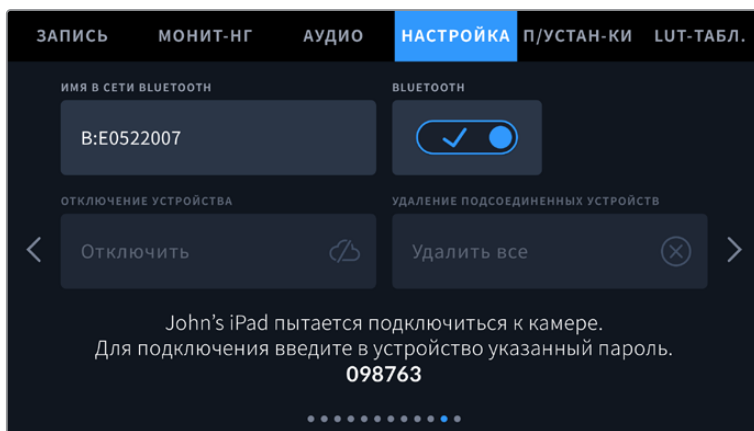 ЗАПИСЬ МОНИТ-НГ АУДИО НАСТРОЙКА П/УСТАН-КИ LUT-ТАБЛ.
ИМЯ В СЕТИ BLUETOOTH BLUETOOTH
B:E0522007
ОТКЛЮЧЕНИЕ УСТРОЙСТВА УДАЛЕНИЕ ПОДСОЕДИНЕННЫХ УСТРОЙСТВ
Отключить Удалить все
John’s iPad пытается подключиться к камере.
Для подключения введите в устройство указанный пароль.
098763